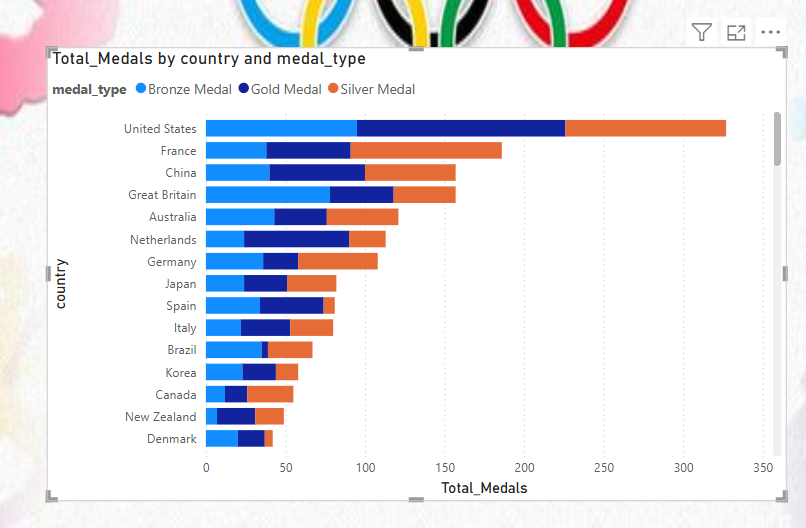 Total_Medals by country and medal_type
medal_type Bronze Medal Gold Medal Silver Medal
United States
France
China
Great Britain
Australia
Netherlands
Germany
Japan
Spain
Italy
Brazil
Korea
Canada
New Zealand
Denmark
country
0 50 100 150 200 250 300 350
Total_Medals